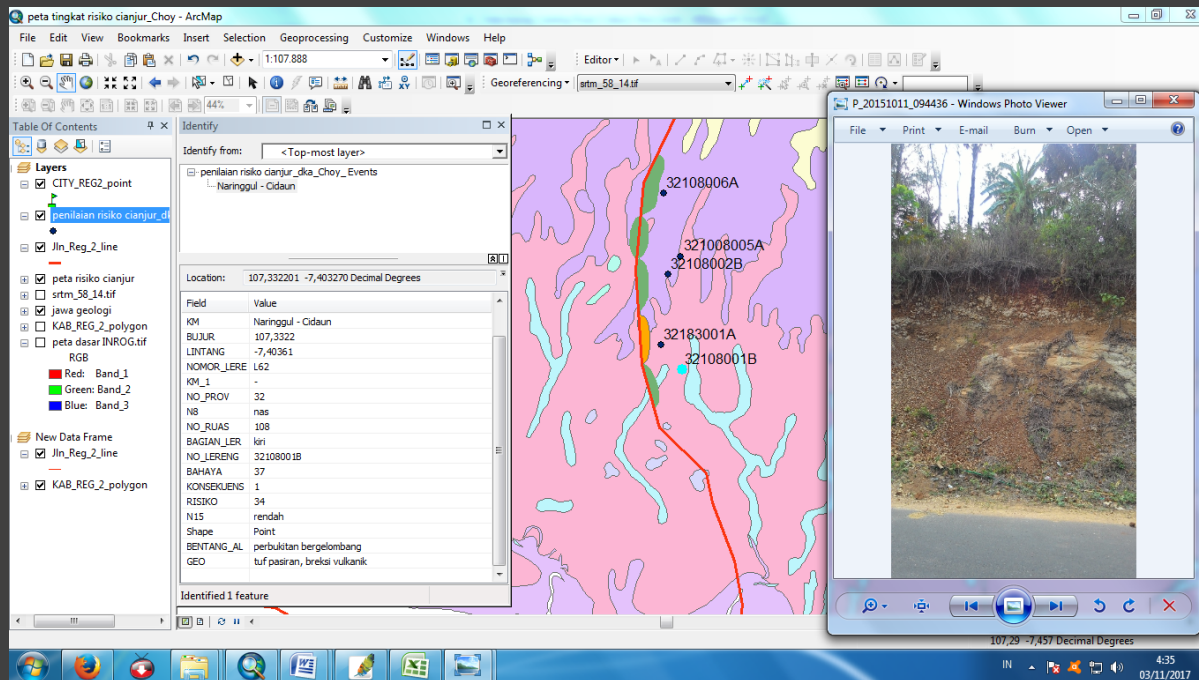 peta tingkat risiko cianjur_Choy - ArcMap
File Edit View Bookmarks Insert Selection Geoprocessing Customize Windows Help
1:107.888
Editor
Georeferencing srtm_58_14.tif
44%
Table Of Contents
Layers
CITY_REG2_point
penilaian risiko cianjur_dk
Jln_Reg_2_line
peta risiko cianjur
srtm_58_14.tif
jawa geologi
KAB_REG_2_polygon
peta dasar INROG.tif
RGB
Red: Band_1
Green: Band_2
Blue: Band_3
New Data Frame
Jln_Reg_2_line
KAB_REG_2_polygon
Identify
Identify from: <Top-most layer>
penilaian risiko cianjur_dka_Choy_ Events
Naringgul - Cidaun
Location: 107,332201 -7,403270 Decimal Degrees
Field Value
KM Naringgul - Cidaun
BUJUR 107,3322
LINTANG -7,40361
NOMOR_LERE L62
KM_1 -
NO_PROV 32
N8 nas
NO_RUAS 108
BAGIAN_LER kiri
NO_LERENG 32108001B
BAHAYA 37
KONSEKUENS 1
RISIKO 34
N15 rendah
Shape Point
BENTANG_AL perbukitan bergelombang
GEO tuf pasiran, breksi vulkanik
Identified 1 feature
32108006A
321008005A
32108002B
32183001A
32108001B
P_20151011_094436 - Windows Photo Viewer
File Print E-mail Burn Open
107,29 -7,457 Decimal Degrees
IN
4:35
03/11/2017